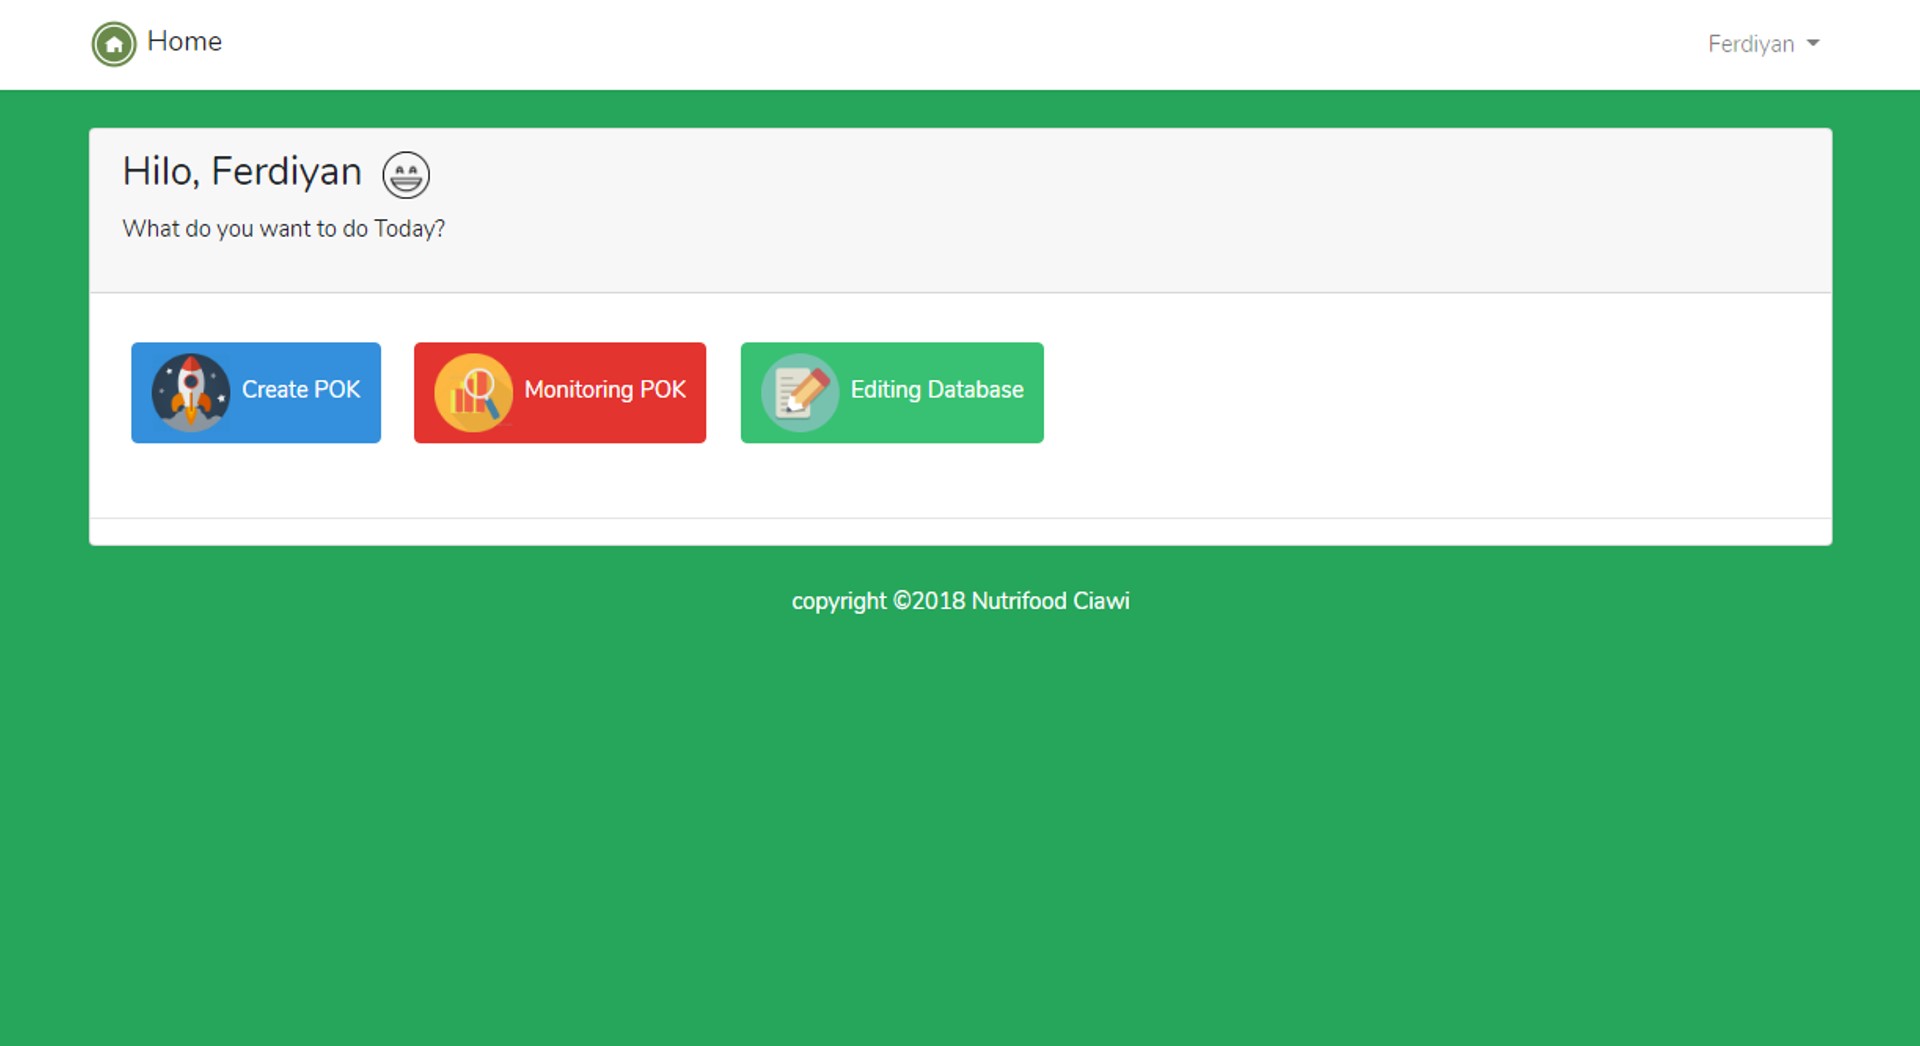 Home
Ferdiyan
Hilo, Ferdiyan
What do you want to do Today?
Create POK
Monitoring POK
Editing Database
copyright ©2018 Nutrifood Ciawi